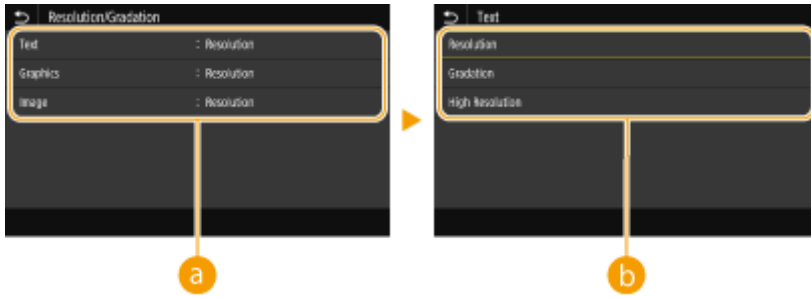 Resolution/Gradation
Text : Resolution
Graphics : Resolution
Image : Resolution
a
Text
Resolution
Gradation
High Resolution
b